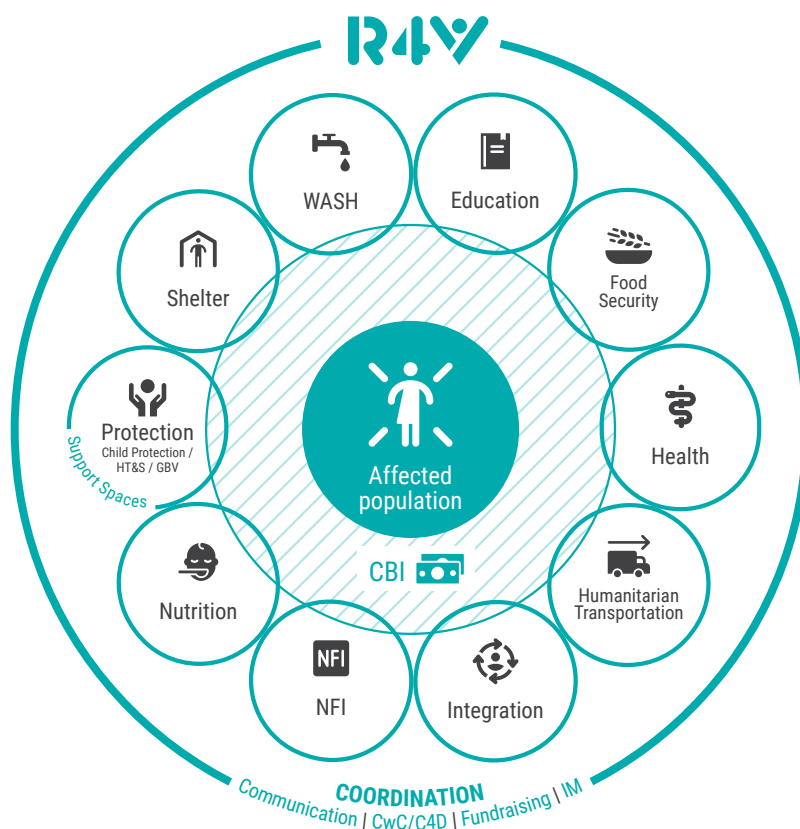 R4V
WASH
Education
Shelter
Food
Security
Protection
Child Protection /
HT&S / GBV
Support Spaces
Affected
population
Health
CBI
Nutrition
Humanitarian
Transportation
NFI
NFI
Integration
COORDINATION
Communication | CwC/C4D | Fundraising | IM